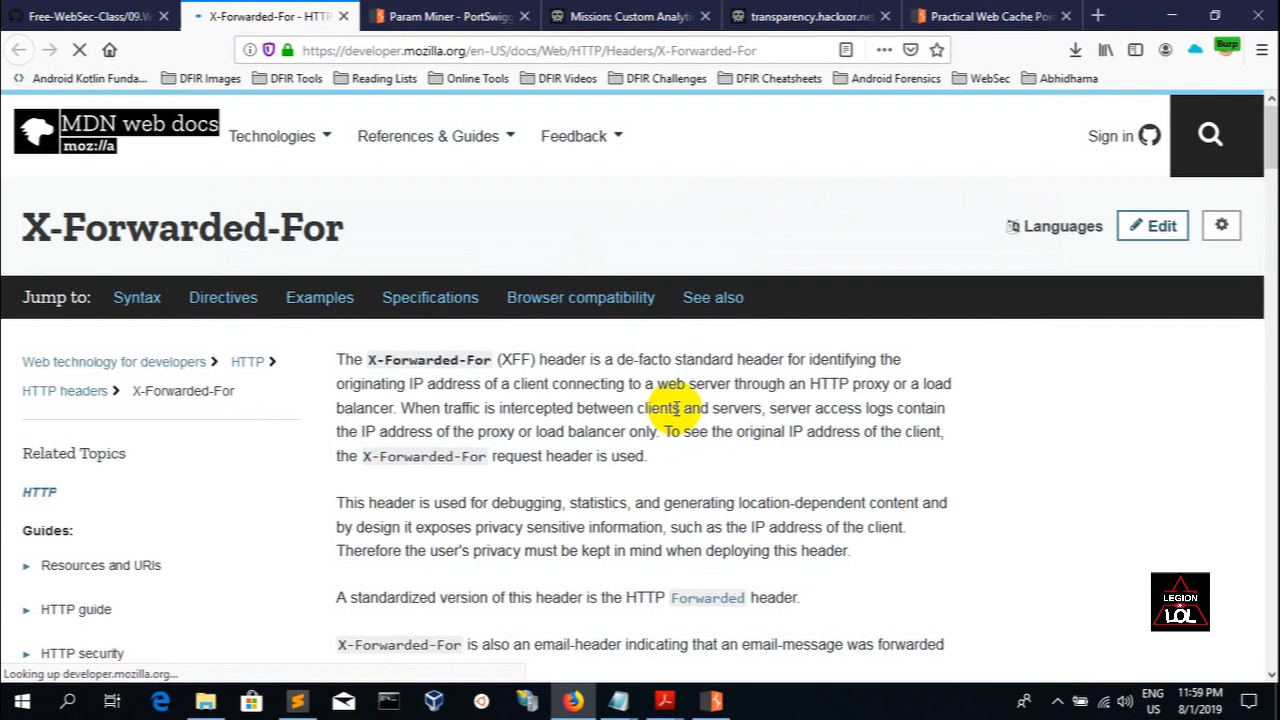 Free-WebSec-Class/09.W
X-Forwarded-For - HTT
Param Miner - PortSwigg
Mission: Custom Analyti
transparency.hackxor.net
Practical Web Cache Poi
https://developer.mozilla.org/en-US/docs/Web/HTTP/Headers/X-Forwarded-For
Burp
Android Kotlin Funda...
DFIR Images
DFIR Tools
Reading Lists
Online Tools
DFIR Videos
DFIR Challenges
DFIR Cheatsheets
Android Forensics
WebSec
Abhidhama
MDN web docs
moz://a
Technologies
References & Guides
Feedback
Sign in
X-Forwarded-For
Languages
Edit
Jump to:
Syntax
Directives
Examples
Specifications
Browser compatibility
See also
Web technology for developers
HTTP
HTTP headers
X-Forwarded-For
Related Topics
HTTP
Guides:
Resources and URIs
HTTP guide
HTTP security
The X-Forwarded-For (XFF) header is a de-facto standard header for identifying the
originating IP address of a client connecting to a web server through an HTTP proxy or a load
balancer. When traffic is intercepted between clients and servers, server access logs contain
the IP address of the proxy or load balancer only. To see the original IP address of the client,
the X-Forwarded-For request header is used.
This header is used for debugging, statistics, and generating location-dependent content and
by design it exposes privacy sensitive information, such as the IP address of the client.
Therefore the user's privacy must be kept in mind when deploying this header.
A standardized version of this header is the HTTP Forwarded header.
X-Forwarded-For is also an email-header indicating that an email-message was forwarded
LEGION
OF
LOL
Looking up developer.mozilla.org...
ENG
US
11:59 PM
8/1/2019